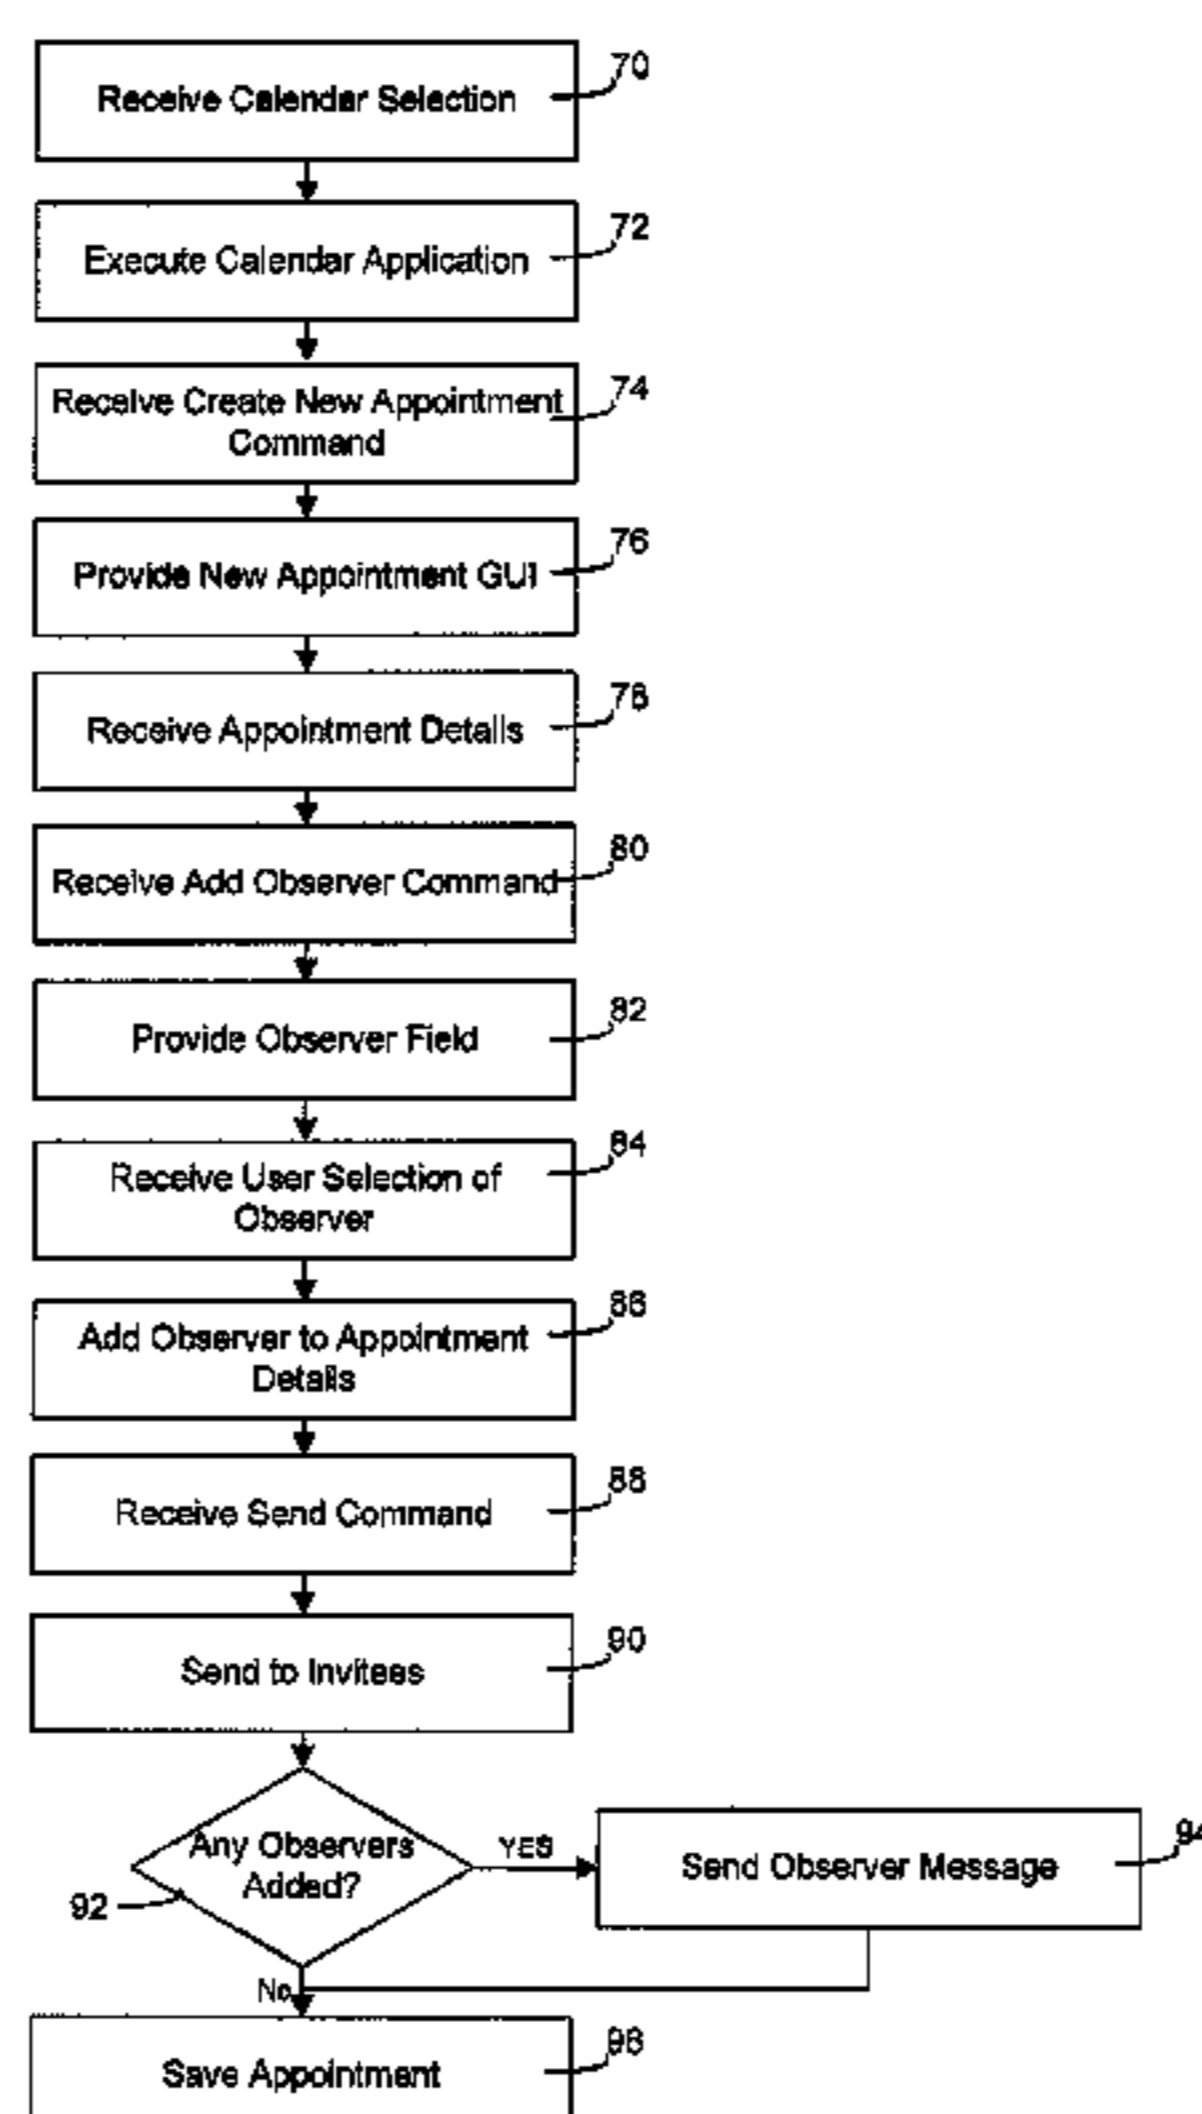 Receive Calendar Selection
70
Execute Calendar Application
72
Receive Create New Appointment
Command
74
Provide New Appointment GUI
76
Receive Appointment Details
78
Receive Add Observer Command
80
Provide Observer Field
82
Receive User Selection of
Observer
84
Add Observer to Appointment
Details
86
Receive Send Command
88
Send to Invitees
90
Any Observers
Added?
92
YES
Send Observer Message
94
No
Save Appointment
96